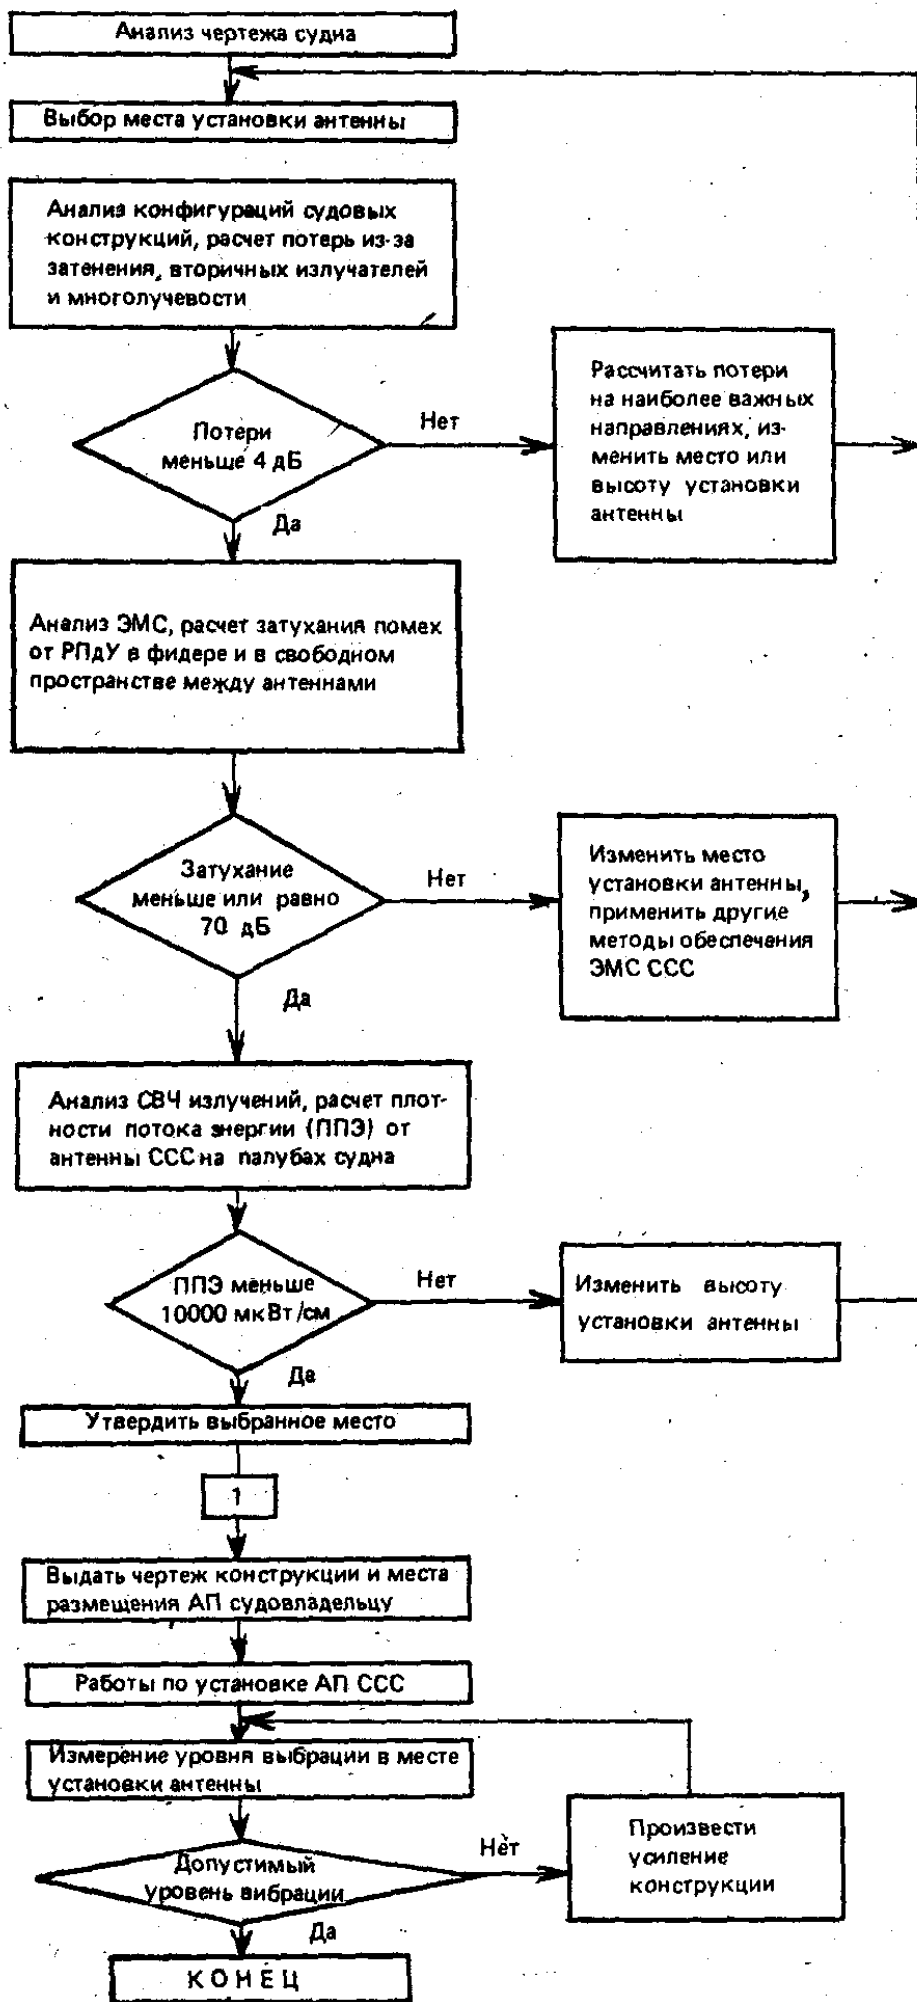 Анализ чертежа судна
Выбор места установки антенны
Анализ конфигураций судовых
конструкций, расчет потерь из-за
затенения, вторичных излучателей
и многолучевости
Потери
меньше 4 дБ
Нет
Да
Рассчитать потери
на наиболее важных
направлениях, из-
менить место или
высоту установки
антенны
Анализ ЭМС, расчет затухания помех
от РПдУ в фидере и в свободном
пространстве между антеннами
Затухание
меньше или равно
70 дБ
Нет
Да
Изменить место
установки антенны,
применить другие
методы обеспечания
ЭМС ССС
Анализ СВЧ излучений, расчет плот-
ности потока энергии (ППЭ) от
антенны ССС на палубах судна
ППЭ меньше
10000 мкВт/см
Нет
Да
Изменить высоту
установки антенны
Утвердить выбранное место
1
Выдать чертеж конструкции и места
размещения АП судовладельцу
Работы по установке АП ССС
Измерение уровня выбрации в месте
установки антенны
Допустимый
уровень вибрации
Нет
Да
Произвести
усиление
конструкции
КОНЕЦ